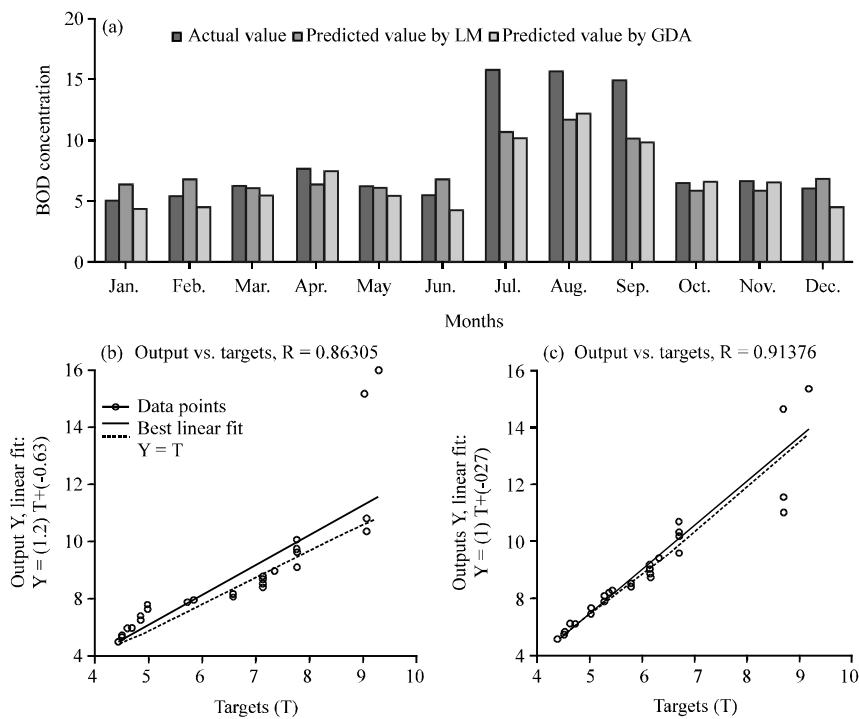 (a)
Actual value Predicted value by LM Predicted value by GDA
BOD concentration
20
15
10
5
0
Jan. Feb. Mar. Apr. May Jun. Jul. Aug. Sep. Oct. Nov. Dec.
Months
(b) Output vs. targets, R = 0.86305
Output Y, linear fit:
Y = (1.2) T+(-0.63)
16
14
12
10
8
6
4
Data points
Best linear fit
Y = T
4 5 6 7 8 9 10
Targets (T)
(c) Output vs. targets, R = 0.91376
Outputs Y, linear fit:
Y = (1) T+(-027)
16
14
12
10
8
6
4
4 5 6 7 8 9 10
Targets (T)